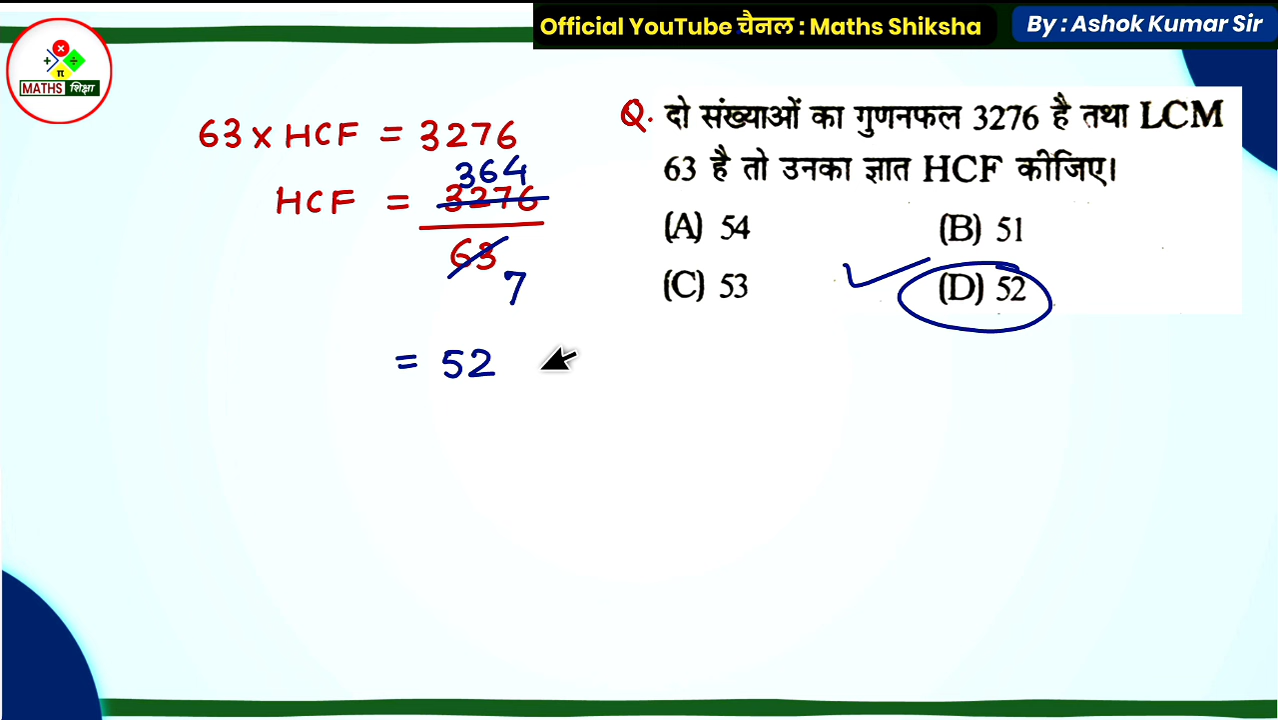 Official YouTube चैनल : Maths Shiksha
By : Ashok Kumar Sir
MATHS शिक्षा
Q. दो संख्याओं का गुणनफल 3276 है तथा LCM
63 है तो उनका ज्ञात HCF कीजिए।
(A) 54
(B) 51
(C) 53
(D) 52
63 x HCF = 3276
364
HCF = 3276
63
7
= 52